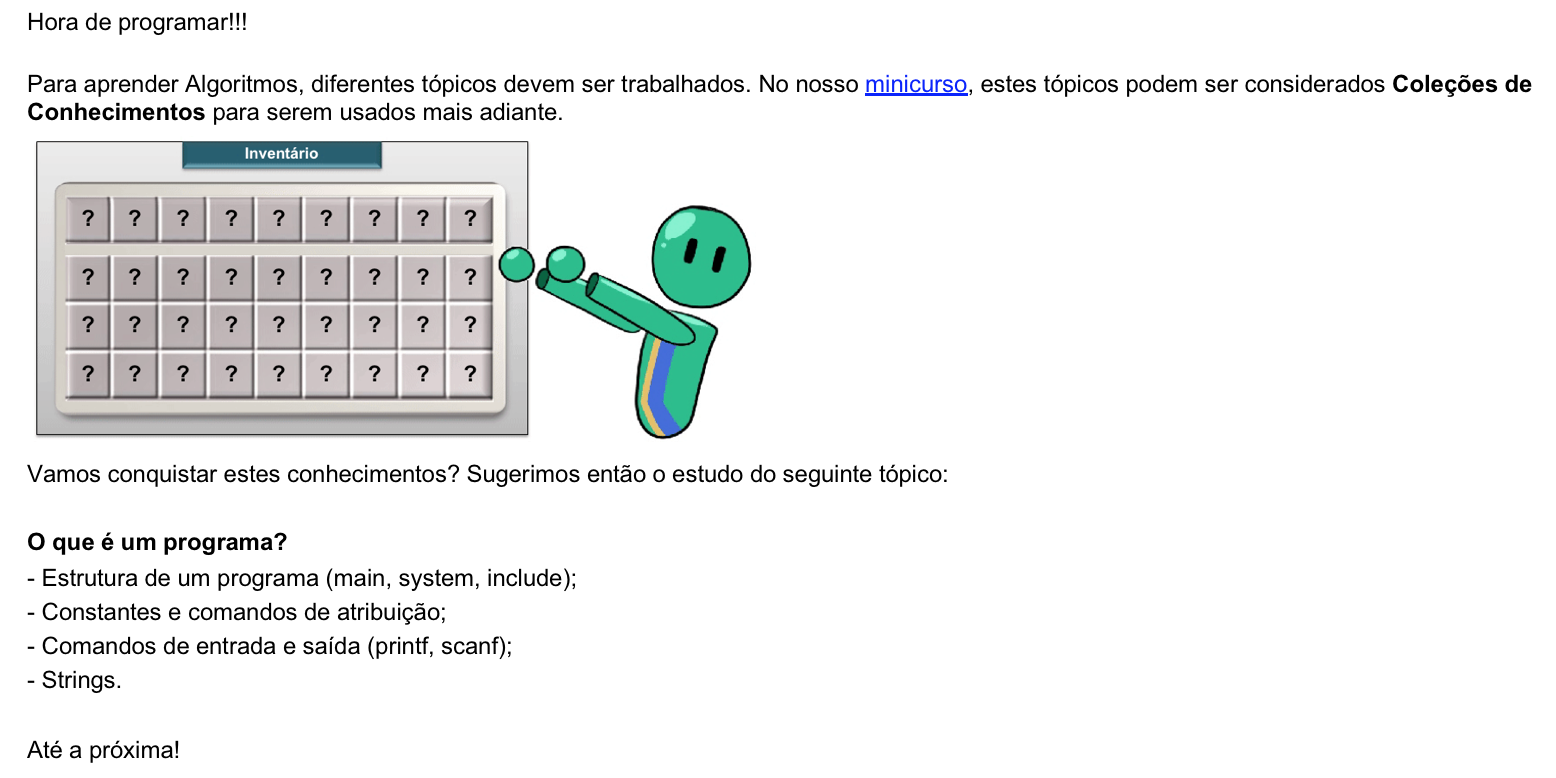 Hora de programar!!!
Para aprender Algoritmos, diferentes tópicos devem ser trabalhados. No nosso minicurso, estes tópicos podem ser considerados Coleções de
Conhecimentos para serem usados mais adiante.
Inventário
? ? ? ? ? ? ? ? ?
? ? ? ? ? ? ? ? ?
? ? ? ? ? ? ? ? ?
? ? ? ? ? ? ? ? ?
Vamos conquistar estes conhecimentos? Sugerimos então o estudo do seguinte tópico:
O que é um programa?
- Estrutura de um programa (main, system, include);
- Constantes e comandos de atribuição;
- Comandos de entrada e saída (printf, scanf);
- Strings.
Até a próxima!